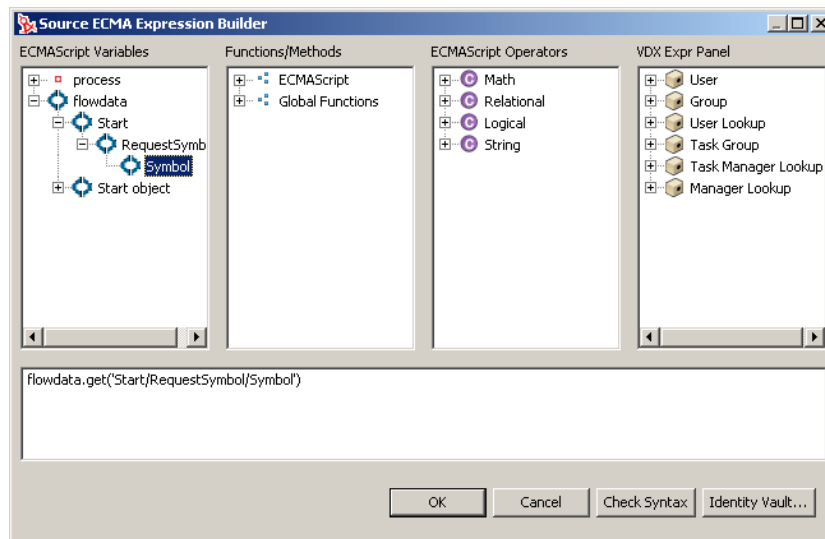 Source ECMA Expression Builder
ECMAScript Variables
process
flowdata
Start
RequestSymb
Symbol
Start object
Functions/Methods
ECMAScript
Global Functions
ECMAScript Operators
Math
Relational
Logical
String
VDX Expr Panel
User
Group
User Lookup
Task Group
Task Manager Lookup
Manager Lookup
flowdata.get('Start/RequestSymbol/Symbol')
OK Cancel Check Syntax Identity Vault...